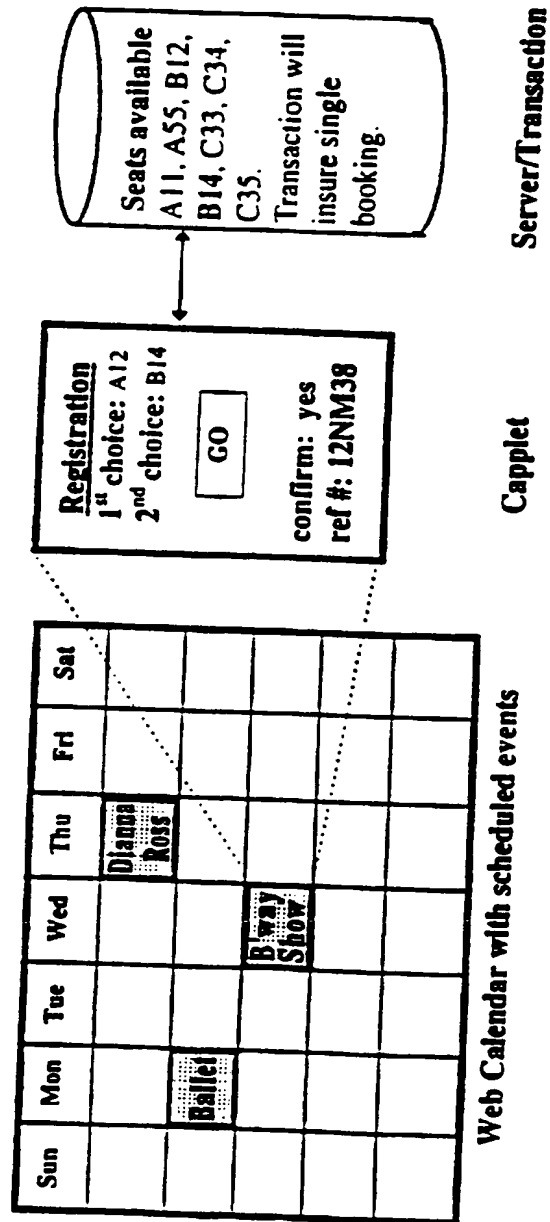 Sun Mon Tue Wed Thu Fri Sat
Dianna
Ross
Ballet
B way
Show
Web Calendar with scheduled events
Registration
1st choice: A12
2nd choice: B14
GO
confirm: yes
ref #: 12NM38
Capplet
Seats available
A11, A55, B12,
B14, C33, C34,
C35.
Transaction will
insure single
booking.
Server/Transaction